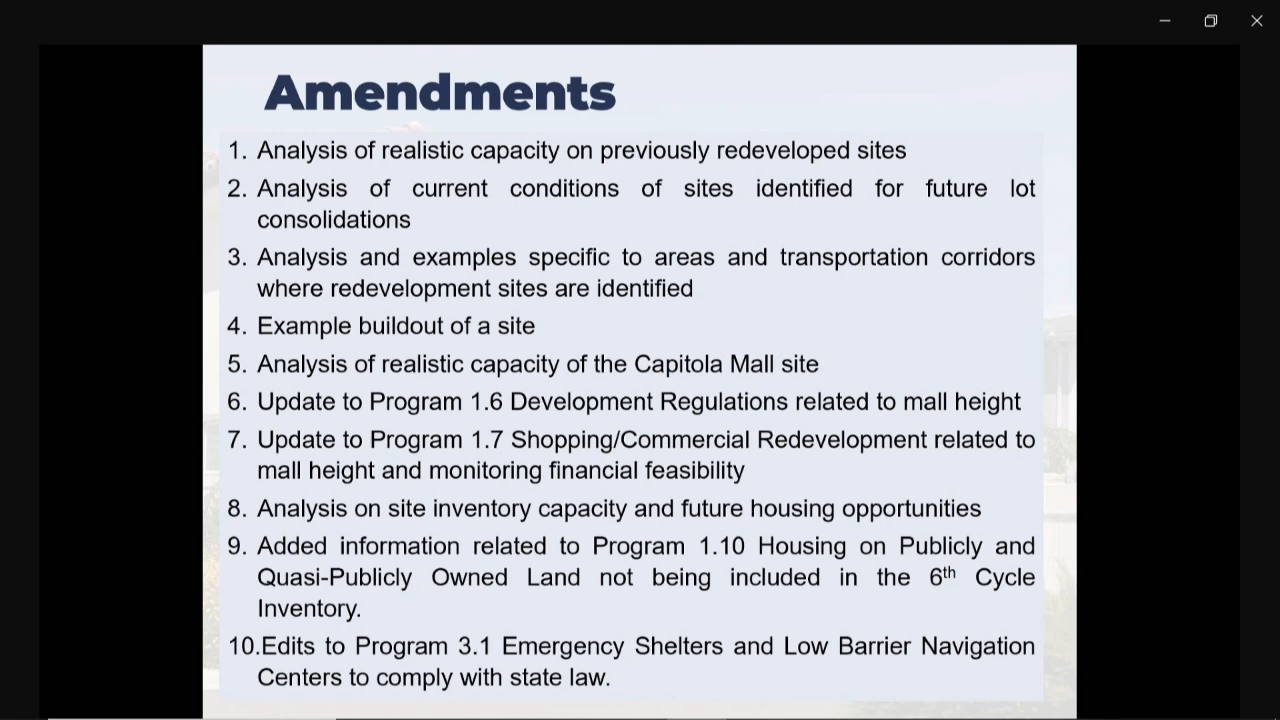 Amendments
1. Analysis of realistic capacity on previously redeveloped sites
2. Analysis of current conditions of sites identified for future lot
consolidations
3. Analysis and examples specific to areas and transportation corridors
where redevelopment sites are identified
4. Example buildout of a site
5. Analysis of realistic capacity of the Capitola Mall site
6. Update to Program 1.6 Development Regulations related to mall height
7. Update to Program 1.7 Shopping/Commercial Redevelopment related to
mall height and monitoring financial feasibility
8. Analysis on site inventory capacity and future housing opportunities
9. Added information related to Program 1.10 Housing on Publicly and
Quasi-Publicly Owned Land not being included in the 6th Cycle
Inventory.
10.Edits to Program 3.1 Emergency Shelters and Low Barrier Navigation
Centers to comply with state law.